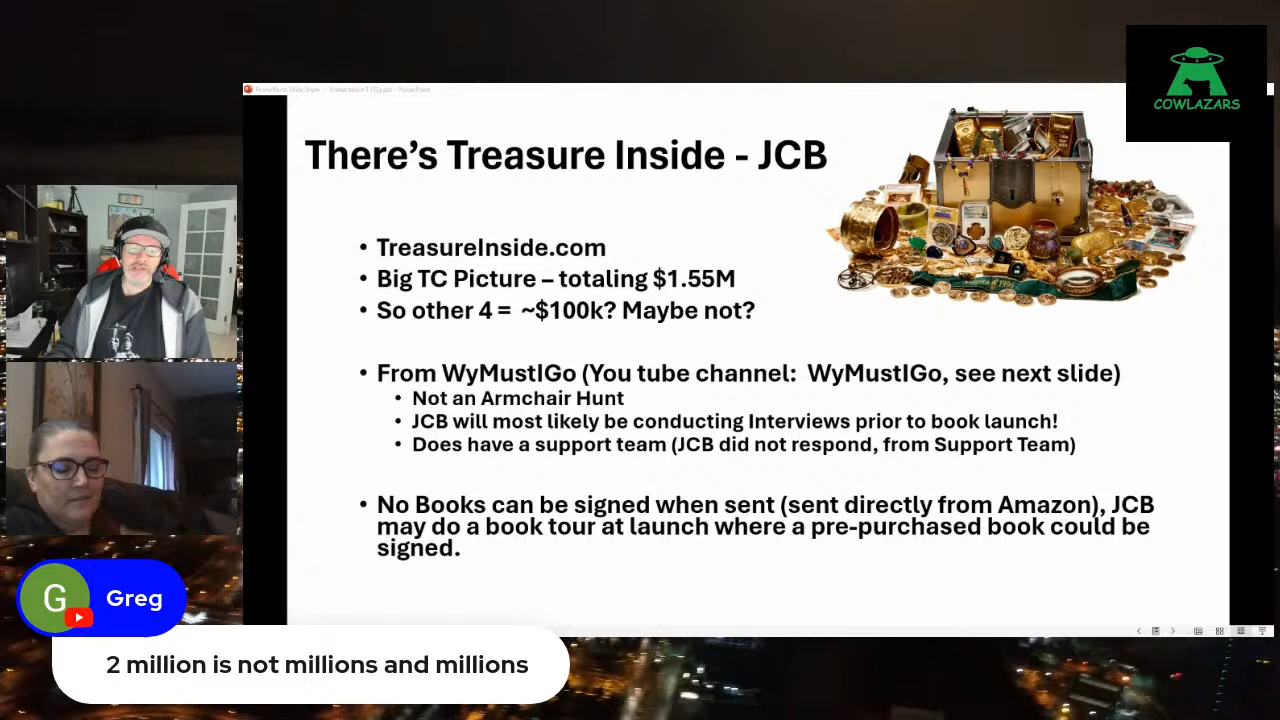 COWLAZARS
There's Treasure Inside - JCB
• TreasureInside.com
• Big TC Picture – totaling $1.55M
• So other 4 = ~$100k? Maybe not?
• From WyMustIGo (You tube channel: WyMustIGo, see next slide)
• Not an Armchair Hunt
• JCB will most likely be conducting Interviews prior to book launch!
• Does have a support team (JCB did not respond, from Support Team)
• No Books can be signed when sent (sent directly from Amazon), JCB
may do a book tour at launch where a pre-purchased book could be
signed.
G
Greg
2 million is not millions and millions